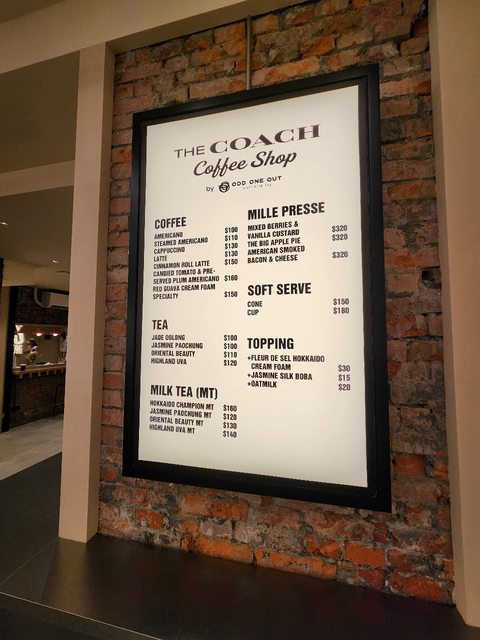 THE COACH
Coffee Shop
by ODD ONE OUT
COFFEE
AMERICANO $100
STEAMED AMERICANO $110
CAPPUCCINO $130
LATTE $130
CINNAMON ROLL LATTE $150
CANDIED TOMATO & PRE-
SERVED PLUM AMERICANO $160
RED GUAVA CREAM FOAM
SPECIALTY $150
TEA
JADE OOLONG $100
JASMINE PAOCHUNG $100
ORIENTAL BEAUTY $110
HIGHLAND UVA $120
MILK TEA (MT)
HOKKAIDO CHAMPION MT $160
JASMINE PAOCHUNG MT $120
ORIENTAL BEAUTY MT $130
HIGHLAND UVA MT $140
MILLE PRESSE
MIXED BERRIES & $320
VANILLA CUSTARD
THE BIG APPLE PIE $320
AMERICAN SMOKED
BACON & CHEESE $320
SOFT SERVE
CONE $150
CUP $180
TOPPING
+FLEUR DE SEL HOKKAIDO
CREAM FOAM $30
+JASMINE SILK BOBA $15
+OATMILK $20